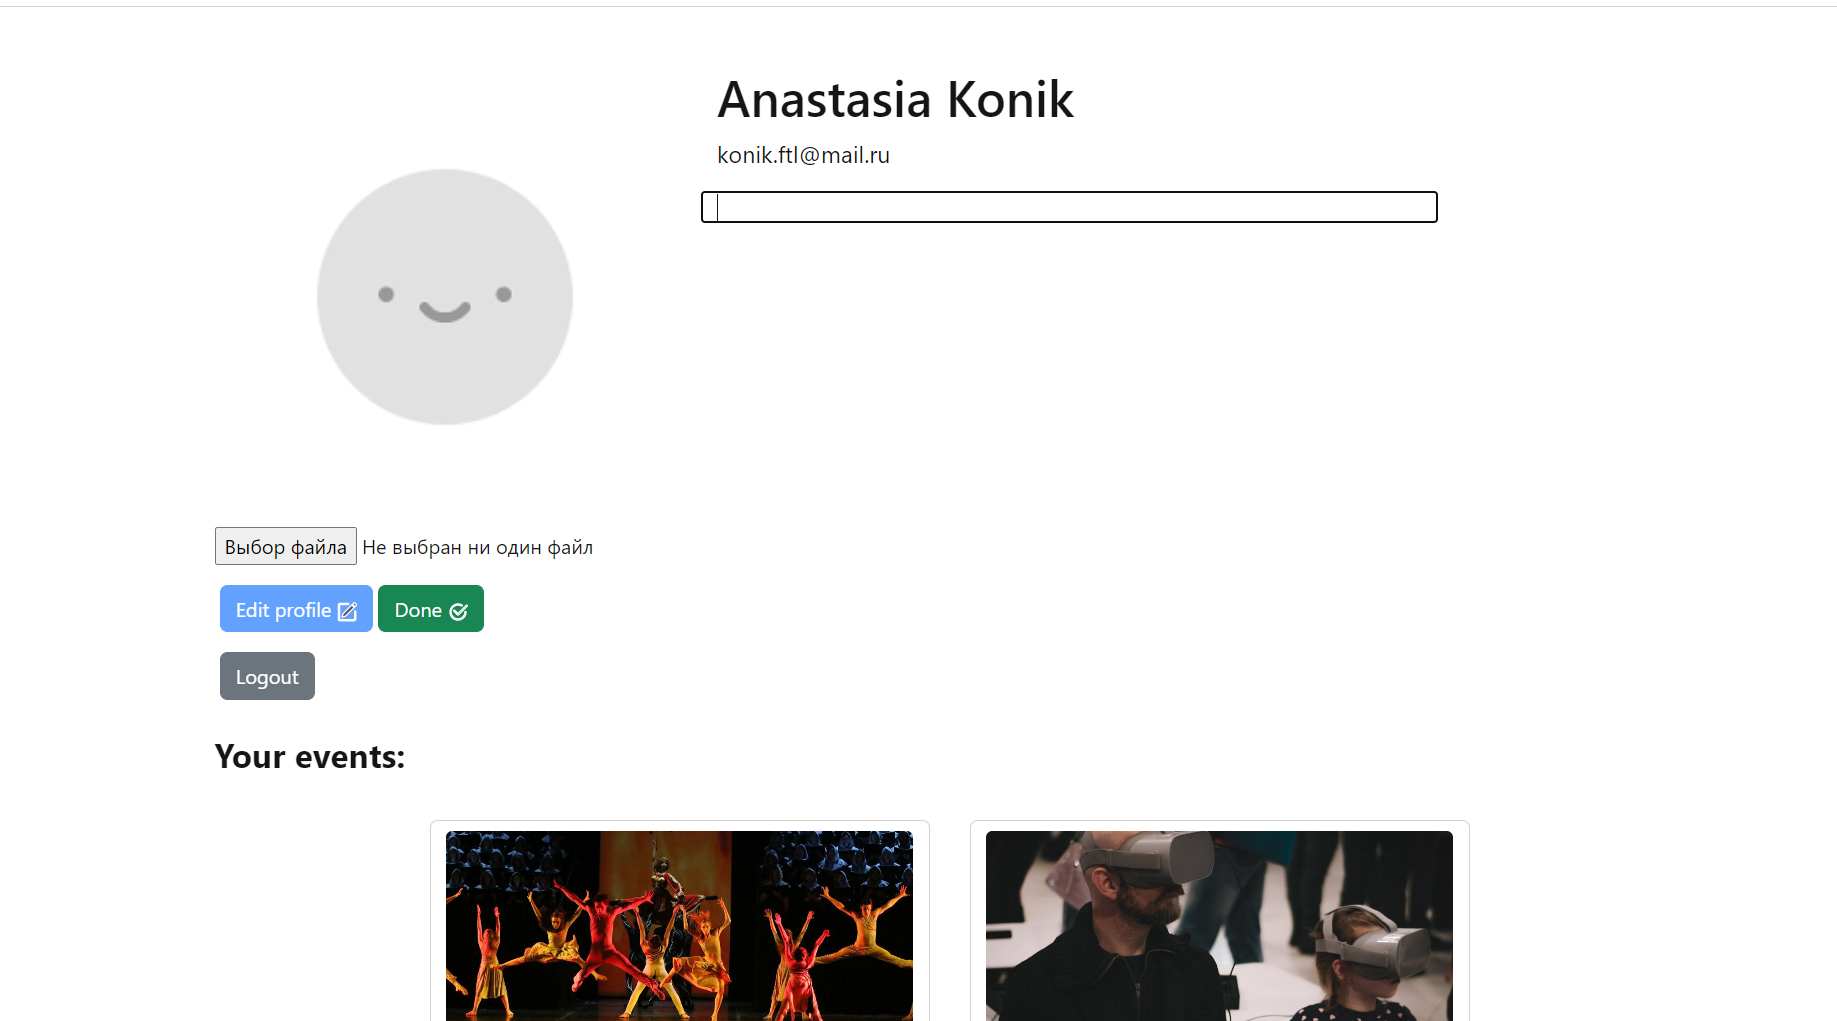 Anastasia Konik
konik.ftl@mail.ru
Выбор файла Не выбран ни один файл
Edit profile Done
Logout
Your events: